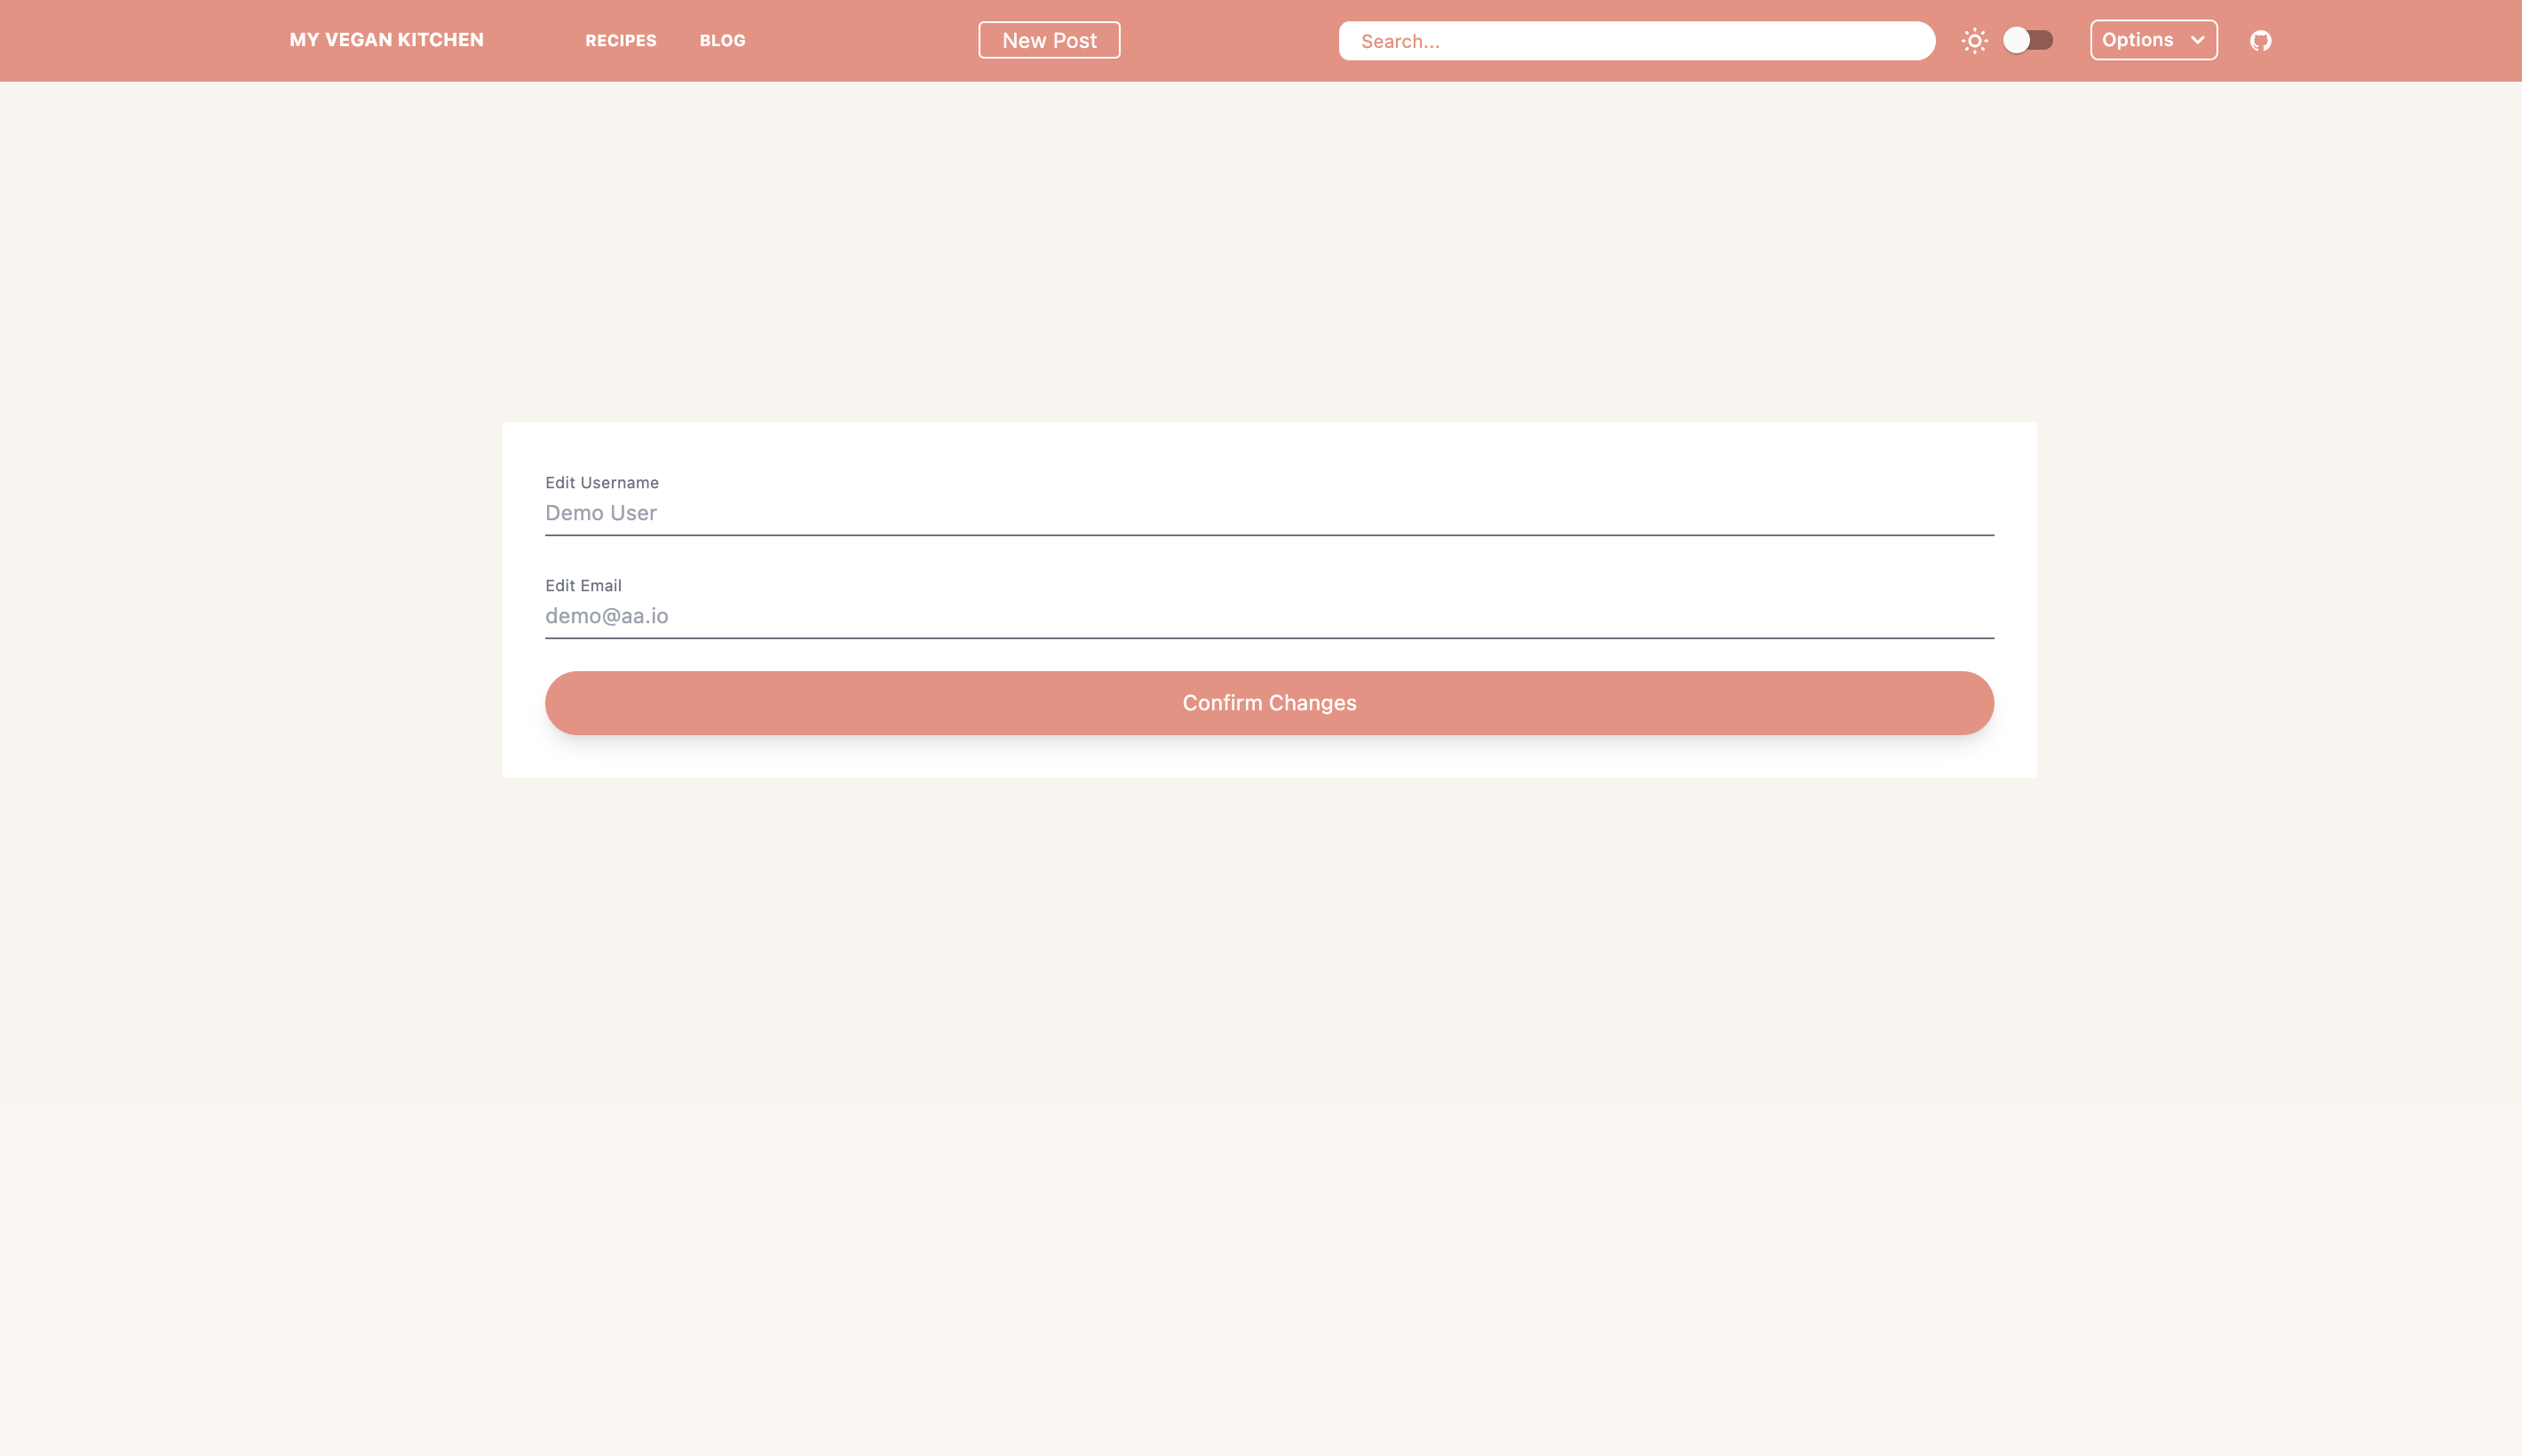 MY VEGAN KITCHEN RECIPES BLOG New Post Search... Options
Edit Username
Demo User
Edit Email
demo@aa.io
Confirm Changes